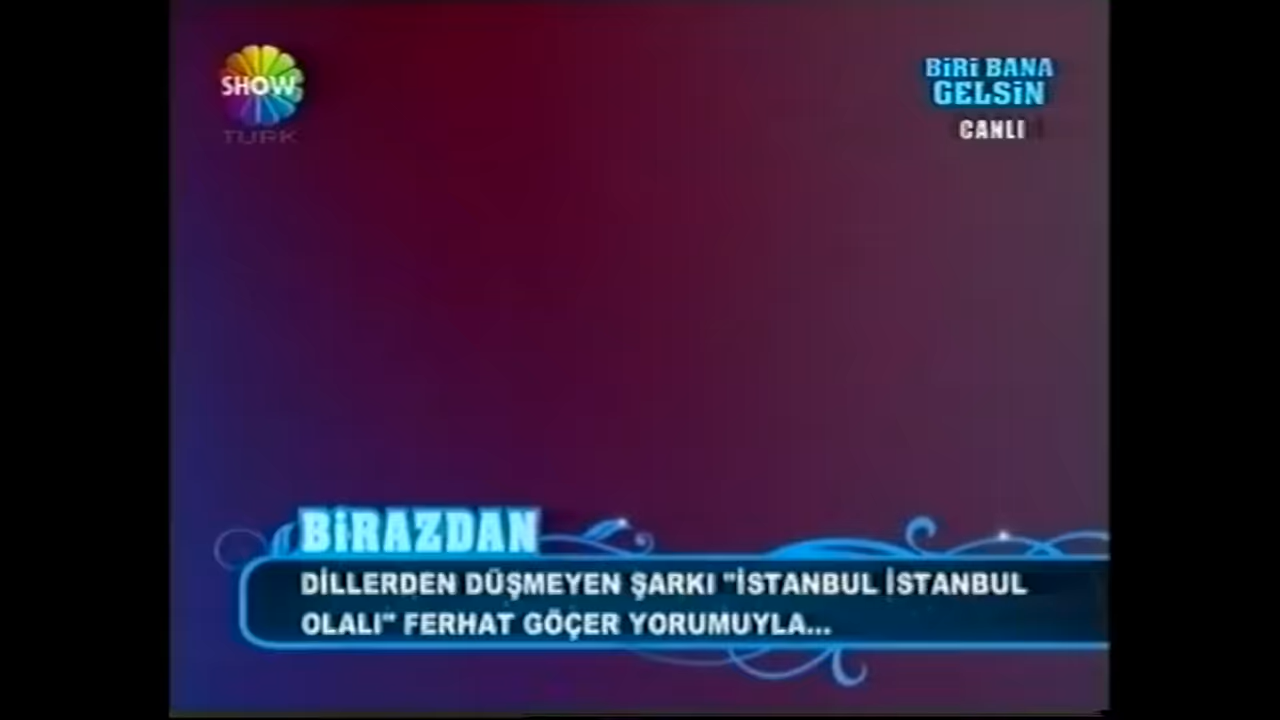 SHOW
TURK
BiRi BANA
GELSiN
CANLI
BiRAZDAN
DİLLERDEN DÜŞMEYEN ŞARKI "İSTANBUL İSTANBUL
OLALI" FERHAT GÖÇER YORUMUYLA...